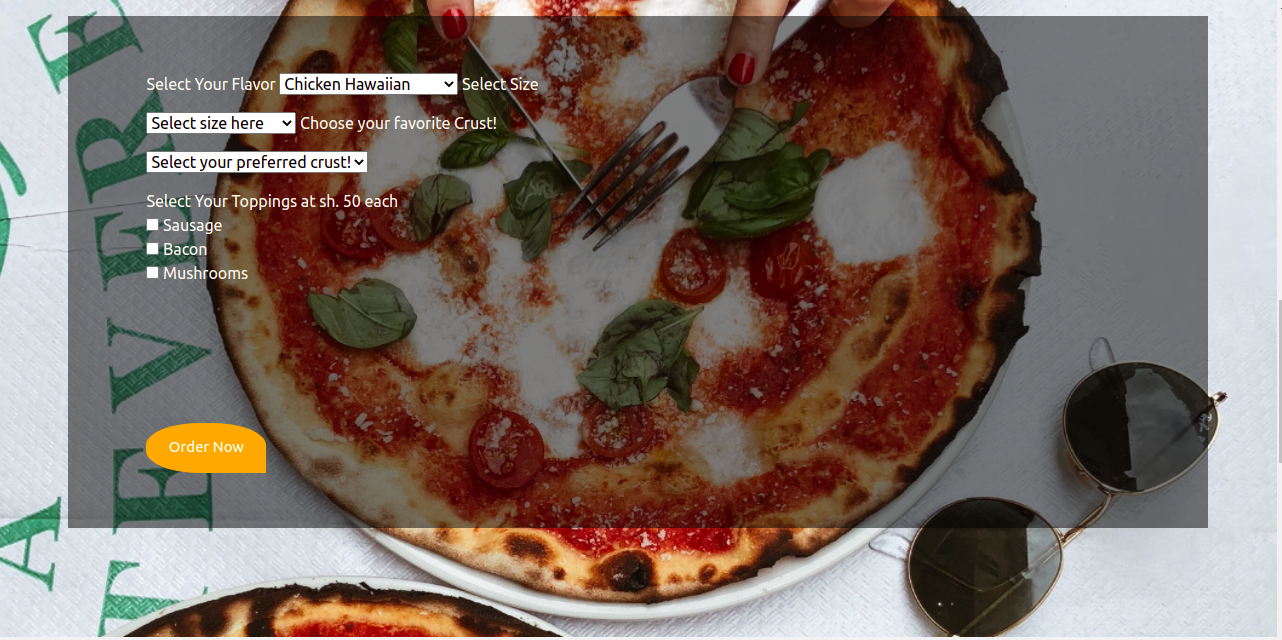 Select Your Flavor Chicken Hawaiian Select Size
Select size here Choose your favorite Crust!
Select your preferred crust!
Select Your Toppings at sh. 50 each
Sausage
Bacon
Mushrooms
Order Now